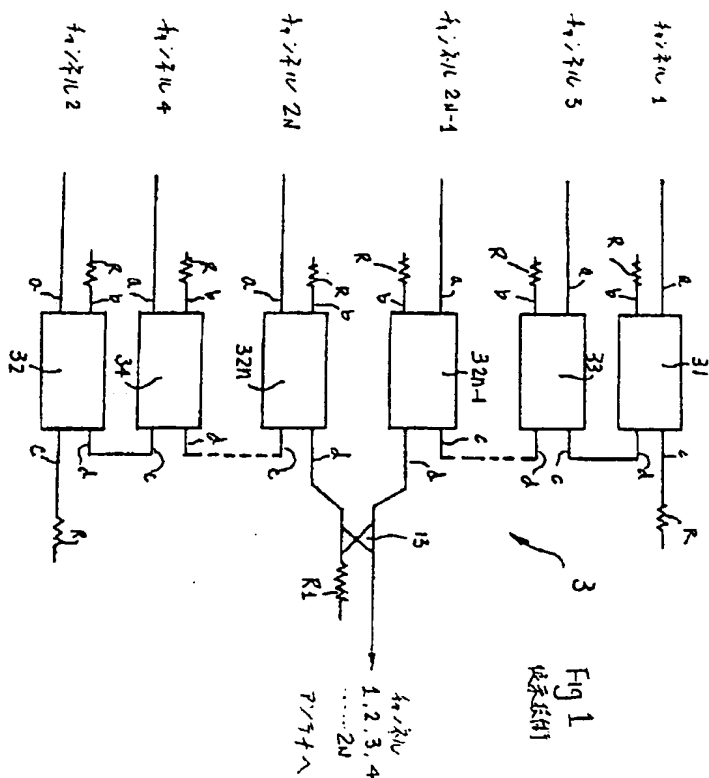 チャンネル 1
チャンネル 3
チャンネル 2N-1
チャンネル 2N
チャンネル 4
チャンネル 2
R
b
a
31
d
c
R
R
b
a
33
d
c
R
b
a
32n-1
d
c
R
b
a
32n
c
d
R
b
a
34
c
d
R
b
a
32
c
d
R
13
R1
3
チャンネル
1, 2, 3, 4
......2N
アンテナへ
Fig 1
従来技術